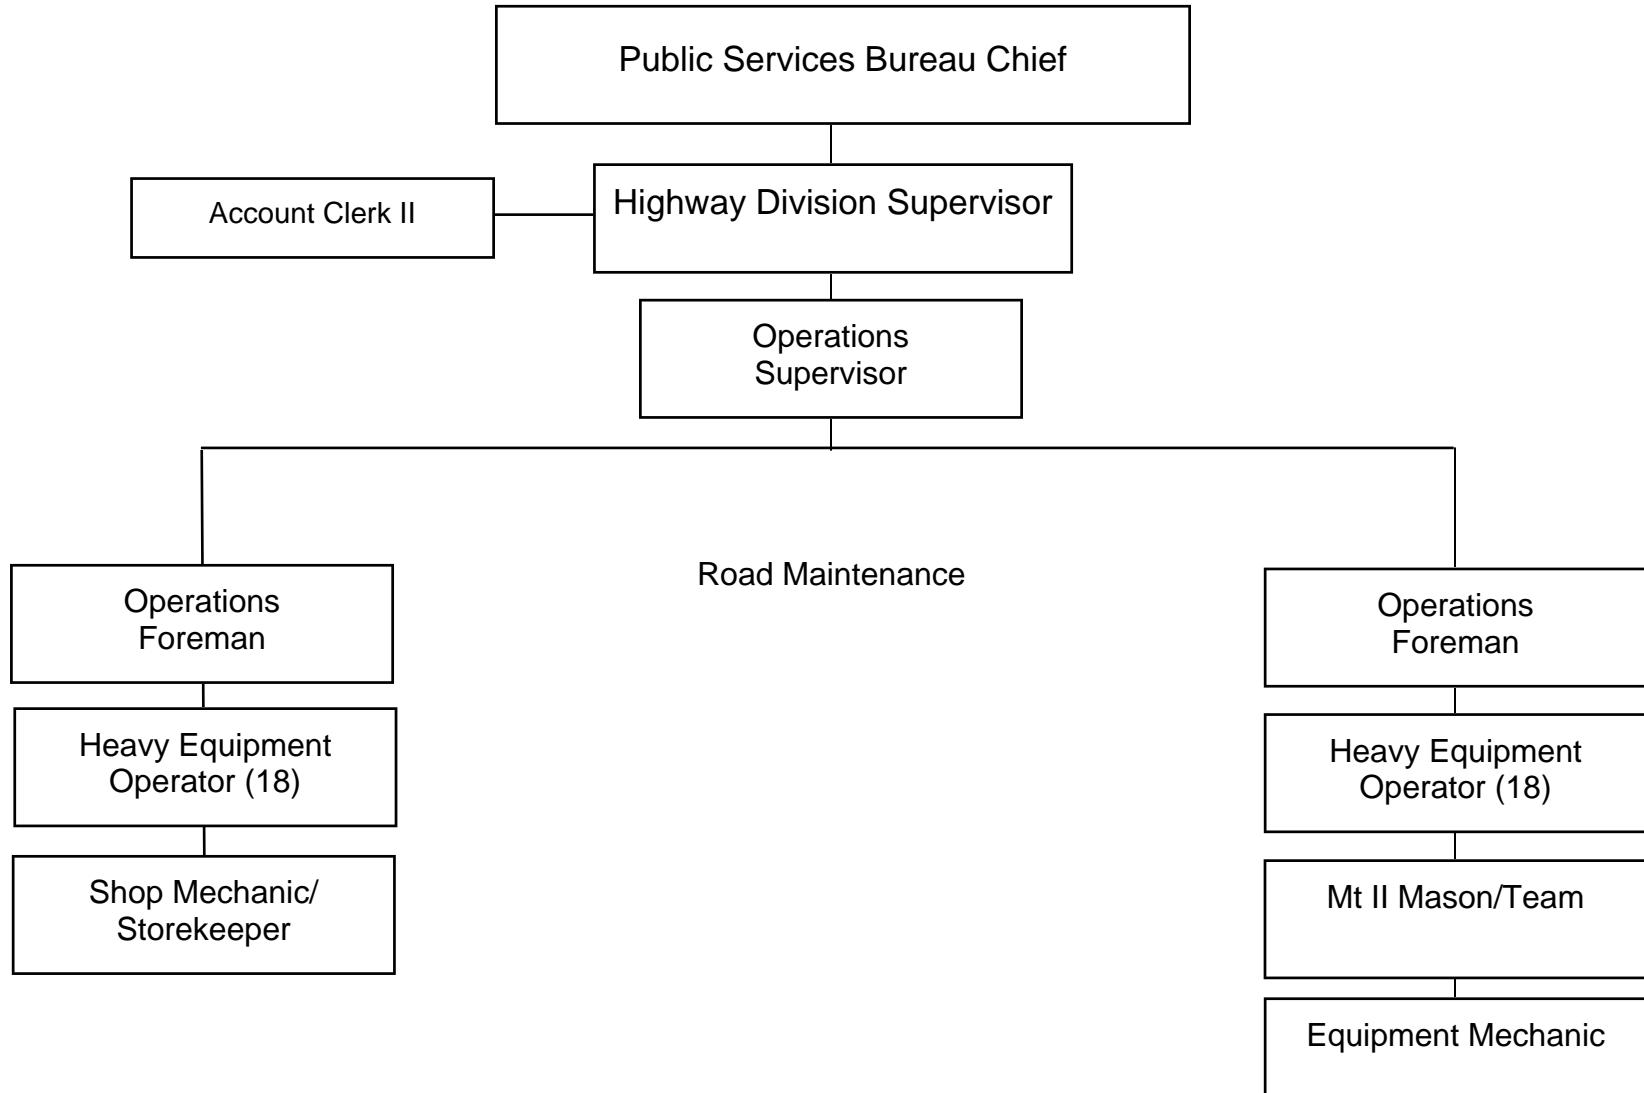 Public Services Bureau Chief
Account Clerk II
Highway Division Supervisor
Operations
Supervisor
Road Maintenance
Operations
Foreman
Heavy Equipment
Operator (18)
Shop Mechanic/
Storekeeper
Operations
Foreman
Heavy Equipment
Operator (18)
Mt II Mason/Team
Equipment Mechanic